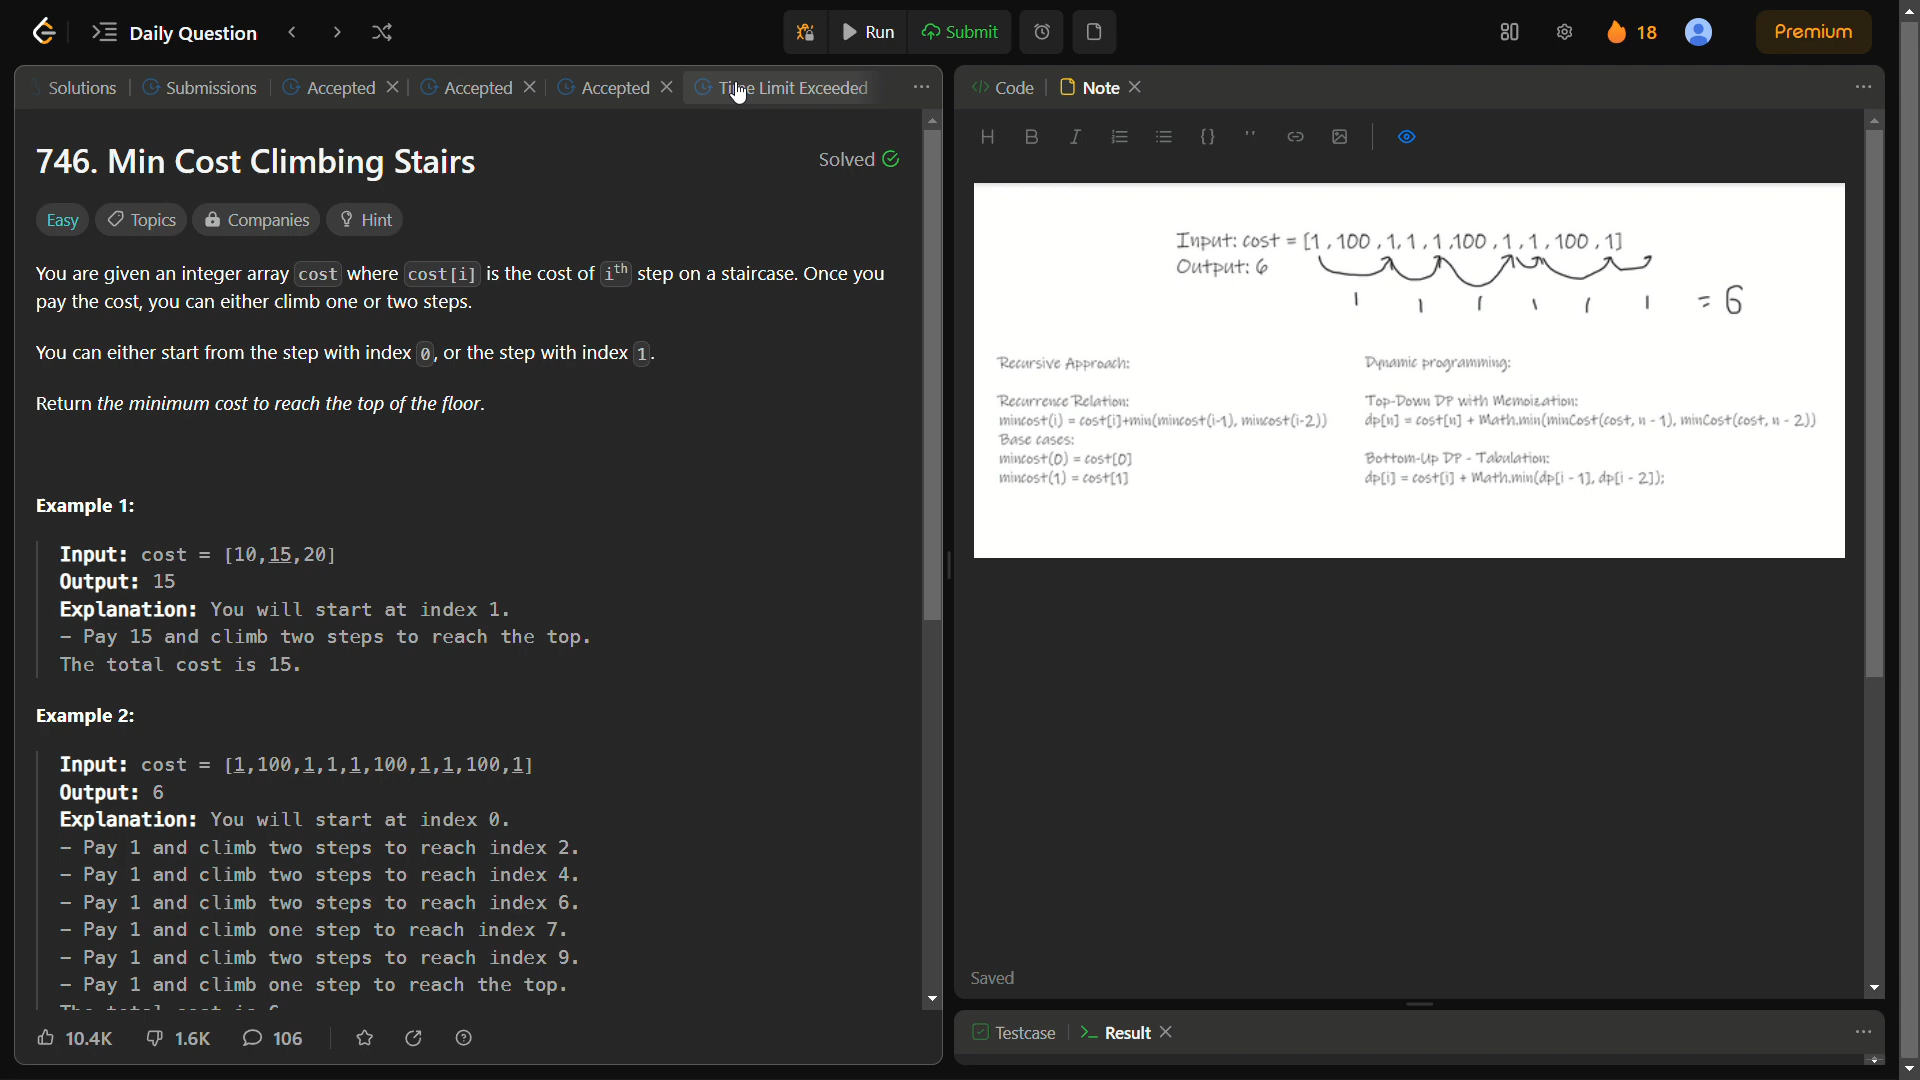 Daily Question
Run
Submit
18
Premium
Solutions
Submissions
Accepted
Accepted
Accepted
Time Limit Exceeded
Code
Note
746. Min Cost Climbing Stairs
Solved
Easy
Topics
Companies
Hint
You are given an integer array cost where cost[i] is the cost of ith step on a staircase. Once you
pay the cost, you can either climb one or two steps.
You can either start from the step with index 0, or the step with index 1.
Return the minimum cost to reach the top of the floor.
Example 1:
Input: cost = [10,15,20]
Output: 15
Explanation: You will start at index 1.
- Pay 15 and climb two steps to reach the top.
The total cost is 15.
Example 2:
Input: cost = [1,100,1,1,1,100,1,1,100,1]
Output: 6
Explanation: You will start at index 0.
- Pay 1 and climb two steps to reach index 2.
- Pay 1 and climb two steps to reach index 4.
- Pay 1 and climb two steps to reach index 6.
- Pay 1 and climb one step to reach index 7.
- Pay 1 and climb two steps to reach index 9.
- Pay 1 and climb one step to reach the top.
10.4K
1.6K
106
Input: cost = [1,100,1,1,1,100,1,1,100,1]
Output: 6
1 1 1 1 1 1 = 6
Recursive Approach:
Recurrence Relation:
mincost(i) = cost[i]+min(mincost(i-1), mincost(i-2))
Base cases:
mincost(0) = cost[0]
mincost(1) = cost[1]
Dynamic programming:
Top-Down DP with Memoization:
dp[n] = cost[n] + Math.min(minCost(cost, n - 1), minCost(cost, n - 2))
Bottom-Up DP - Tabulation:
dp[i] = cost[i] + Math.min(dp[i - 1], dp[i - 2]);
Saved
Testcase
Result